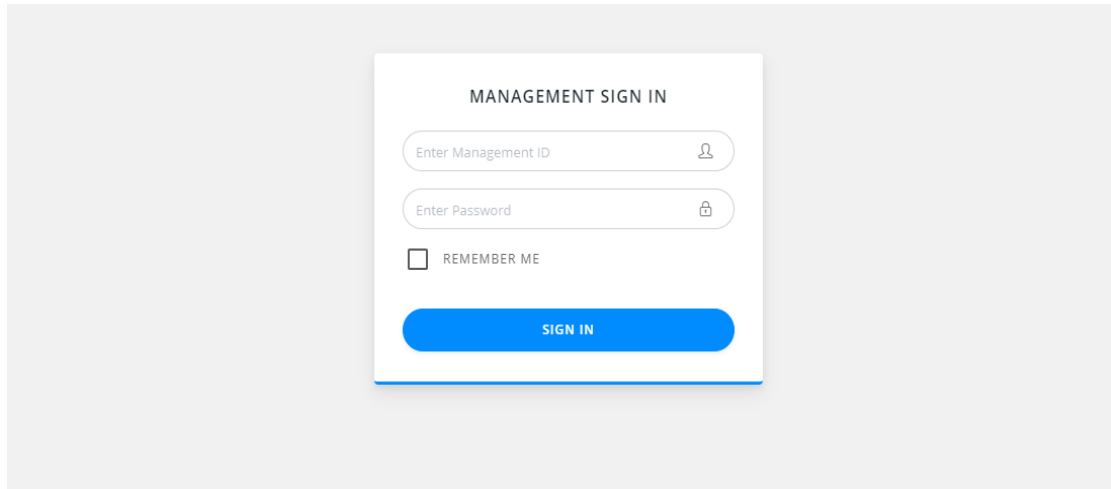 MANAGEMENT SIGN IN
Enter Management ID
Enter Password
REMEMBER ME
SIGN IN